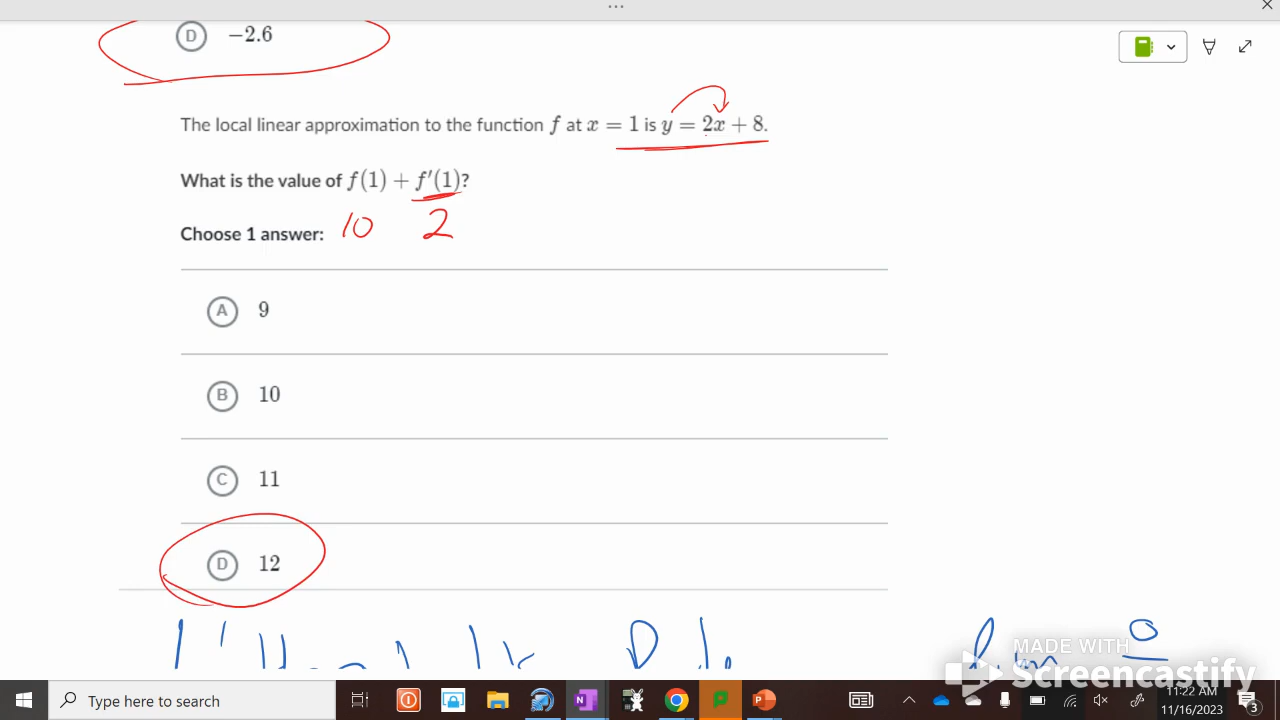 D −2.6
The local linear approximation to the function f at x = 1 is y = 2x + 8.
What is the value of f(1) + f′(1)?
10 2
Choose 1 answer:
A 9
B 10
C 11
D 12
MADE WITH
Screencastify
Type here to search
11:22 AM
11/16/2023
3